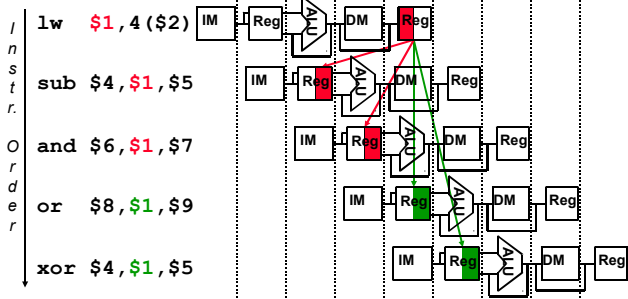 Instr. Order
lw $1,4($2) IM Reg ALU DM Reg
sub $4,$1,$5 IM Reg ALU DM Reg
and $6,$1,$7 IM Reg ALU DM Reg
or $8,$1,$9 IM Reg ALU DM Reg
xor $4,$1,$5 IM Reg ALU DM Reg